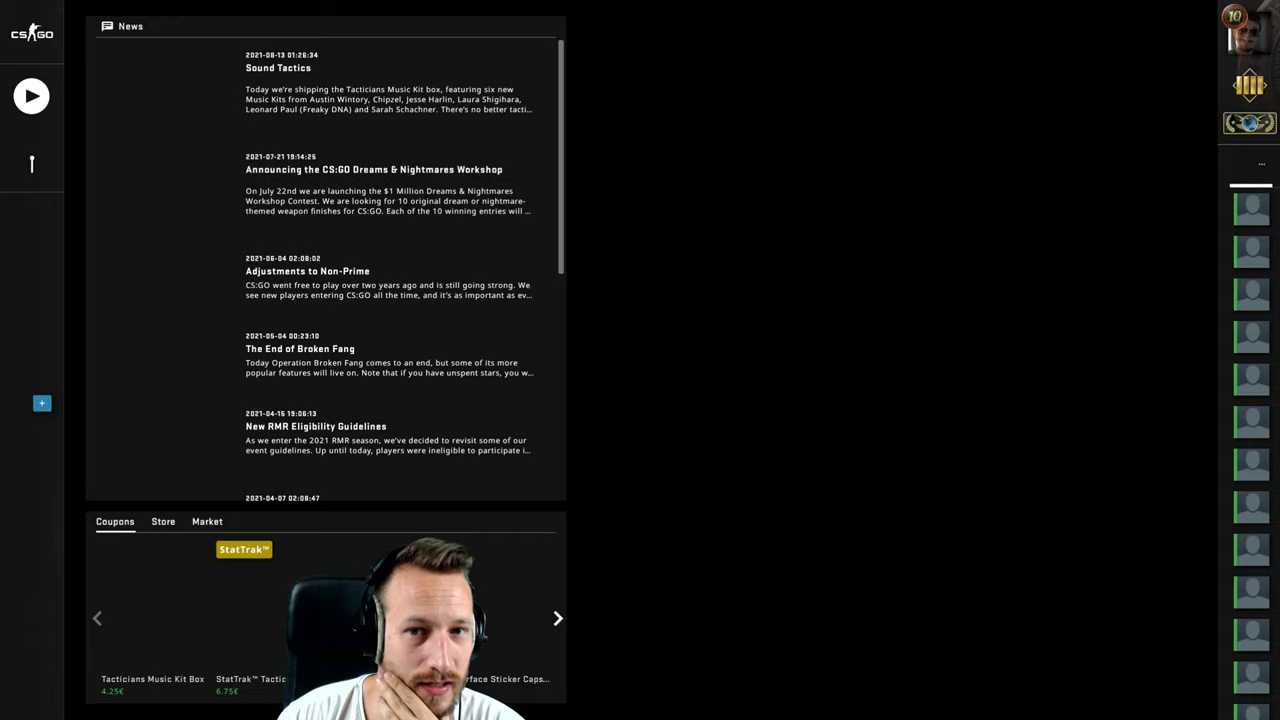 CS GO
News
10
2021-08-13 01:26:34
Sound Tactics
Today we're shipping the Tacticians Music Kit box, featuring six new
Music Kits from Austin Wintory, Chipzel, Jesse Harlin, Laura Shigihara,
Leonard Paul (Freaky DNA) and Sarah Schachner. There's no better tacti...
2021-07-21 19:14:25
Announcing the CS:GO Dreams & Nightmares Workshop
On July 22nd we are launching the $1 Million Dreams & Nightmares
Workshop Contest. We are looking for 10 original dream or nightmare-
themed weapon finishes for CS:GO. Each of the 10 winning entries will ...
...
2021-06-04 02:08:02
Adjustments to Non-Prime
CS:GO went free to play over two years ago and is still going strong. We
see new players entering CS:GO all the time, and it's as important as ev...
2021-05-04 00:23:10
The End of Broken Fang
Today Operation Broken Fang comes to an end, but some of its more
popular features will live on. Note that if you have unspent stars, you w...
+
2021-04-15 19:06:13
New RMR Eligibility Guidelines
As we enter the 2021 RMR season, we've decided to revisit some of our
event guidelines. Up until today, players were ineligible to participate i...
2021-04-07 02:08:47
Coupons Store Market
StatTrak™
Tacticians Music Kit Box
4.25€
StatTrak™ Tactic
6.75€
rface Sticker Caps...